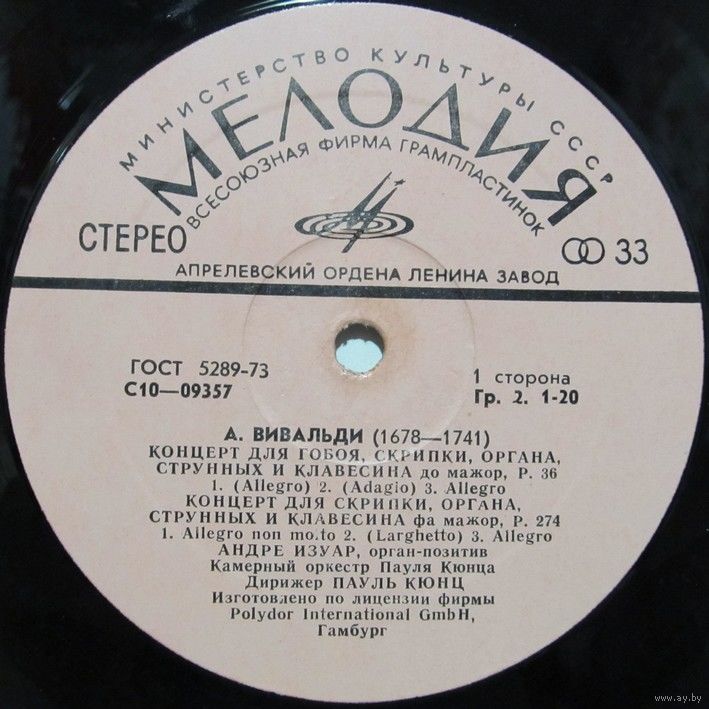 МИНИСТЕРСТВО КУЛЬТУРЫ СССР
МЕЛОДИЯ
ВСЕСОЮЗНАЯ ФИРМА ГРАМПЛАСТИНОК
СТЕРЕО
33
АПРЕЛЕВСКИЙ ОРДЕНА ЛЕНИНА ЗАВОД
ГОСТ 5289-73
С10—09357
1 сторона
Гр. 2. 1-20
А. ВИВАЛЬДИ (1678—1741)
КОНЦЕРТ ДЛЯ ГОБОЯ, СКРИПКИ, ОРГАНА,
СТРУННЫХ И КЛАВЕСИНА до мажор, Р. 36
1. (Allegro) 2. (Adagio) 3. Allegro
КОНЦЕРТ ДЛЯ СКРИПКИ, ОРГАНА,
СТРУННЫХ И КЛАВЕСИНА фа мажор, Р. 274
1. Allegro non mo.to 2. (Larghetto) 3. Allegro
АНДРЕ ИЗУАР, орган-позитив
Камерный оркестр Пауля Кюнца
Дирижер ПАУЛЬ КЮНЦ
Изготовлено по лицензии фирмы
Polydor International GmbH,
Гамбург
www.ay.by